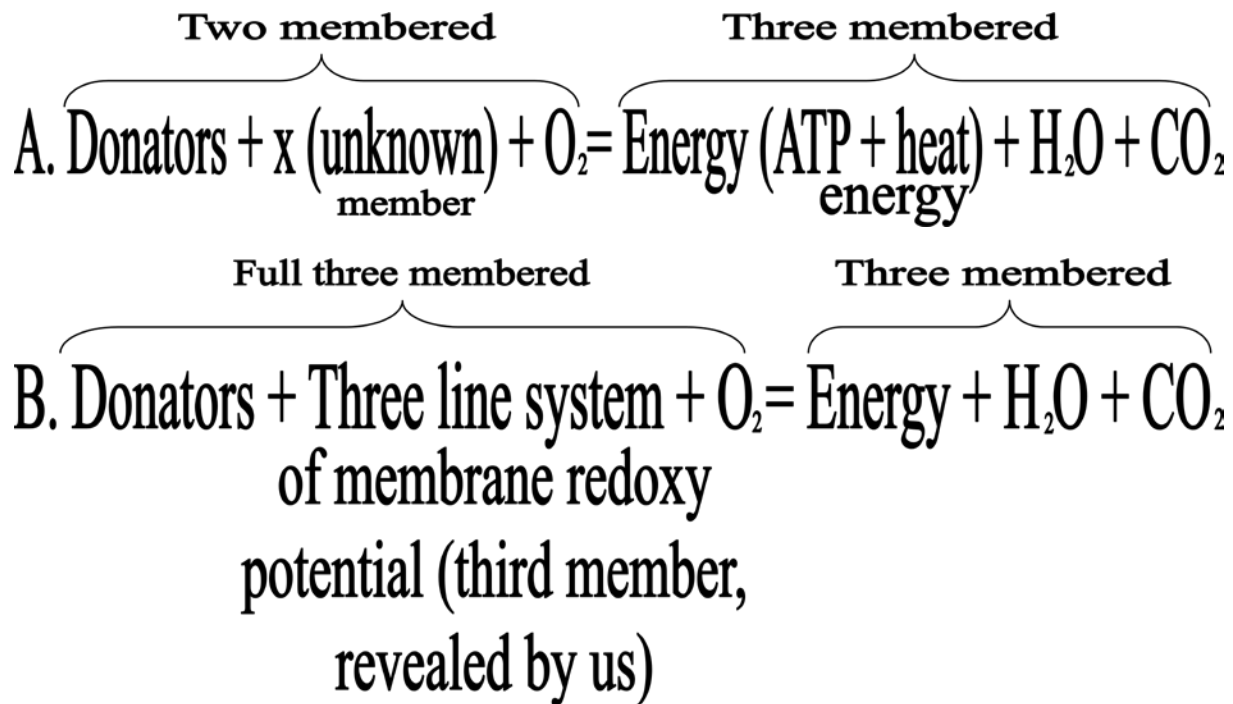 Two membered Three membered
A. Donators + x (unknown) + O₂= Energy (ATP + heat) + H₂O + CO₂
member energy
Full three membered Three membered
B. Donators + Three line system + O₂= Energy + H₂O + CO₂
of membrane redoxy
potential (third member,
revealed by us)